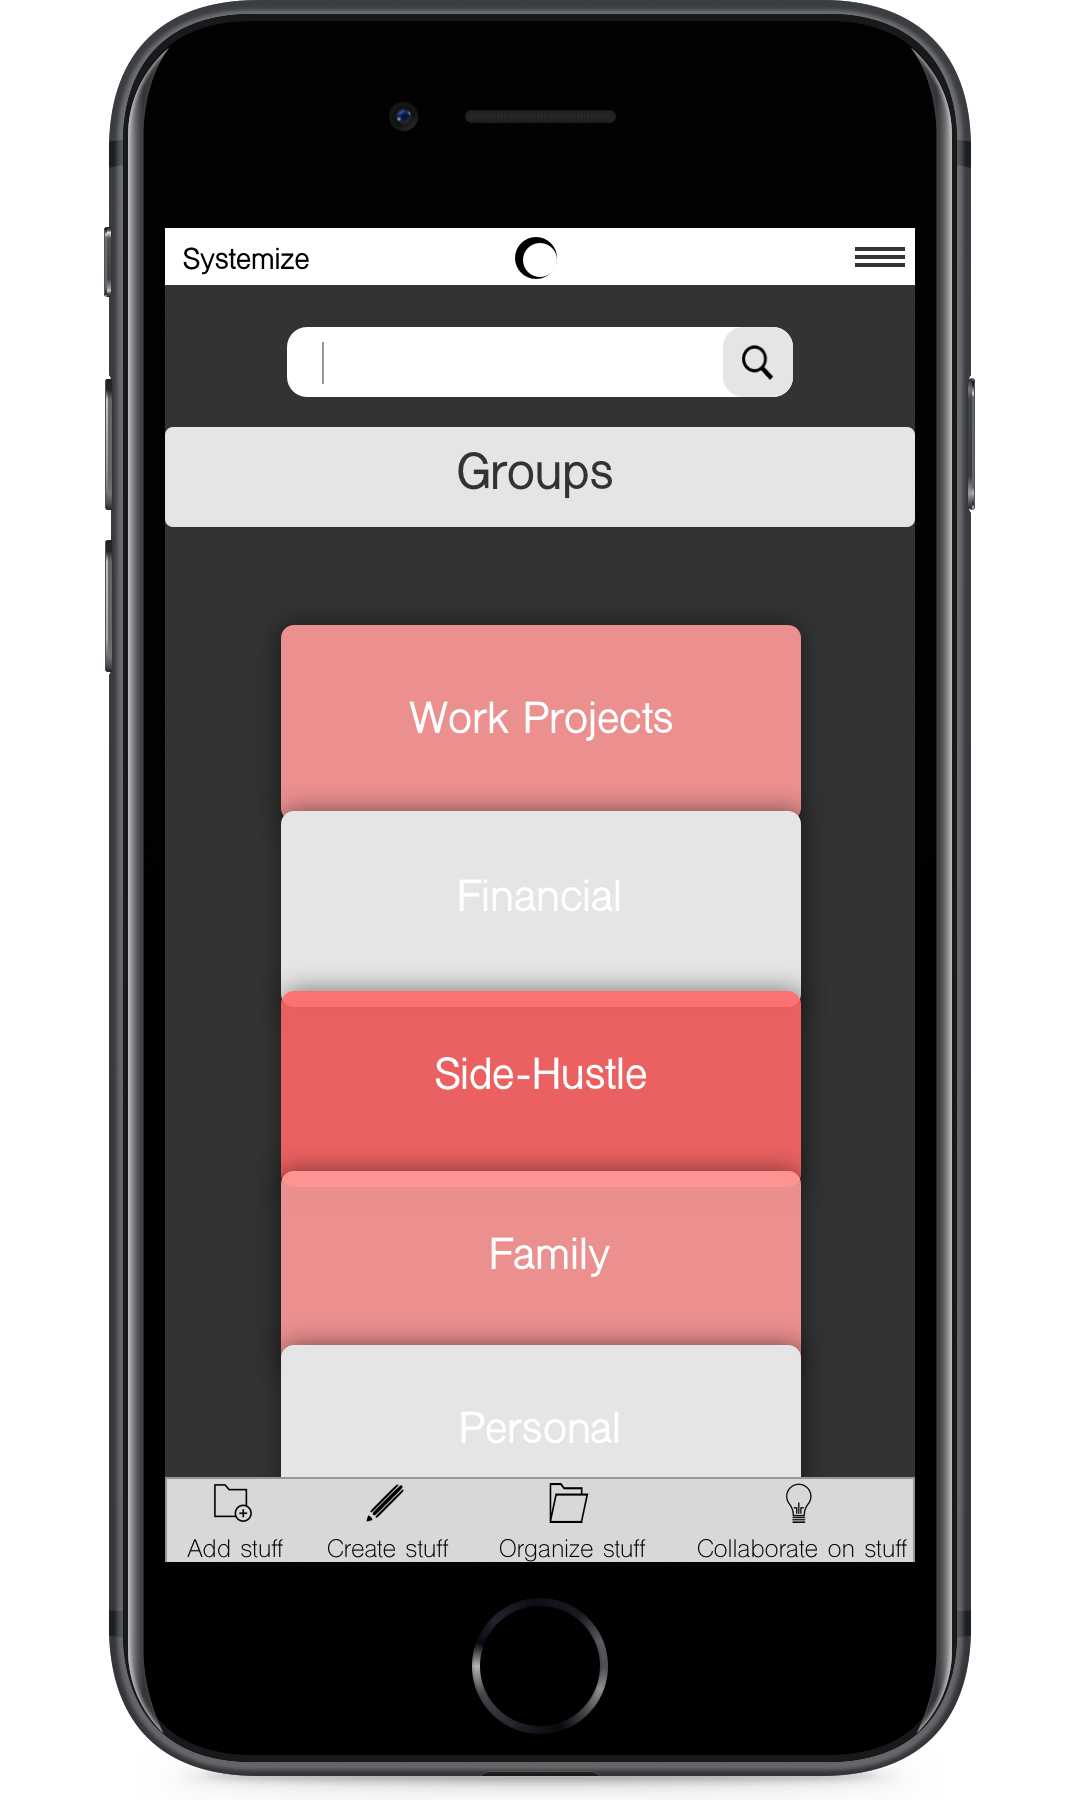 Systemize
Groups
Work Projects
Financial
Side-Hustle
Family
Personal
Add stuff
Create stuff
Organize stuff
Collaborate on stuff